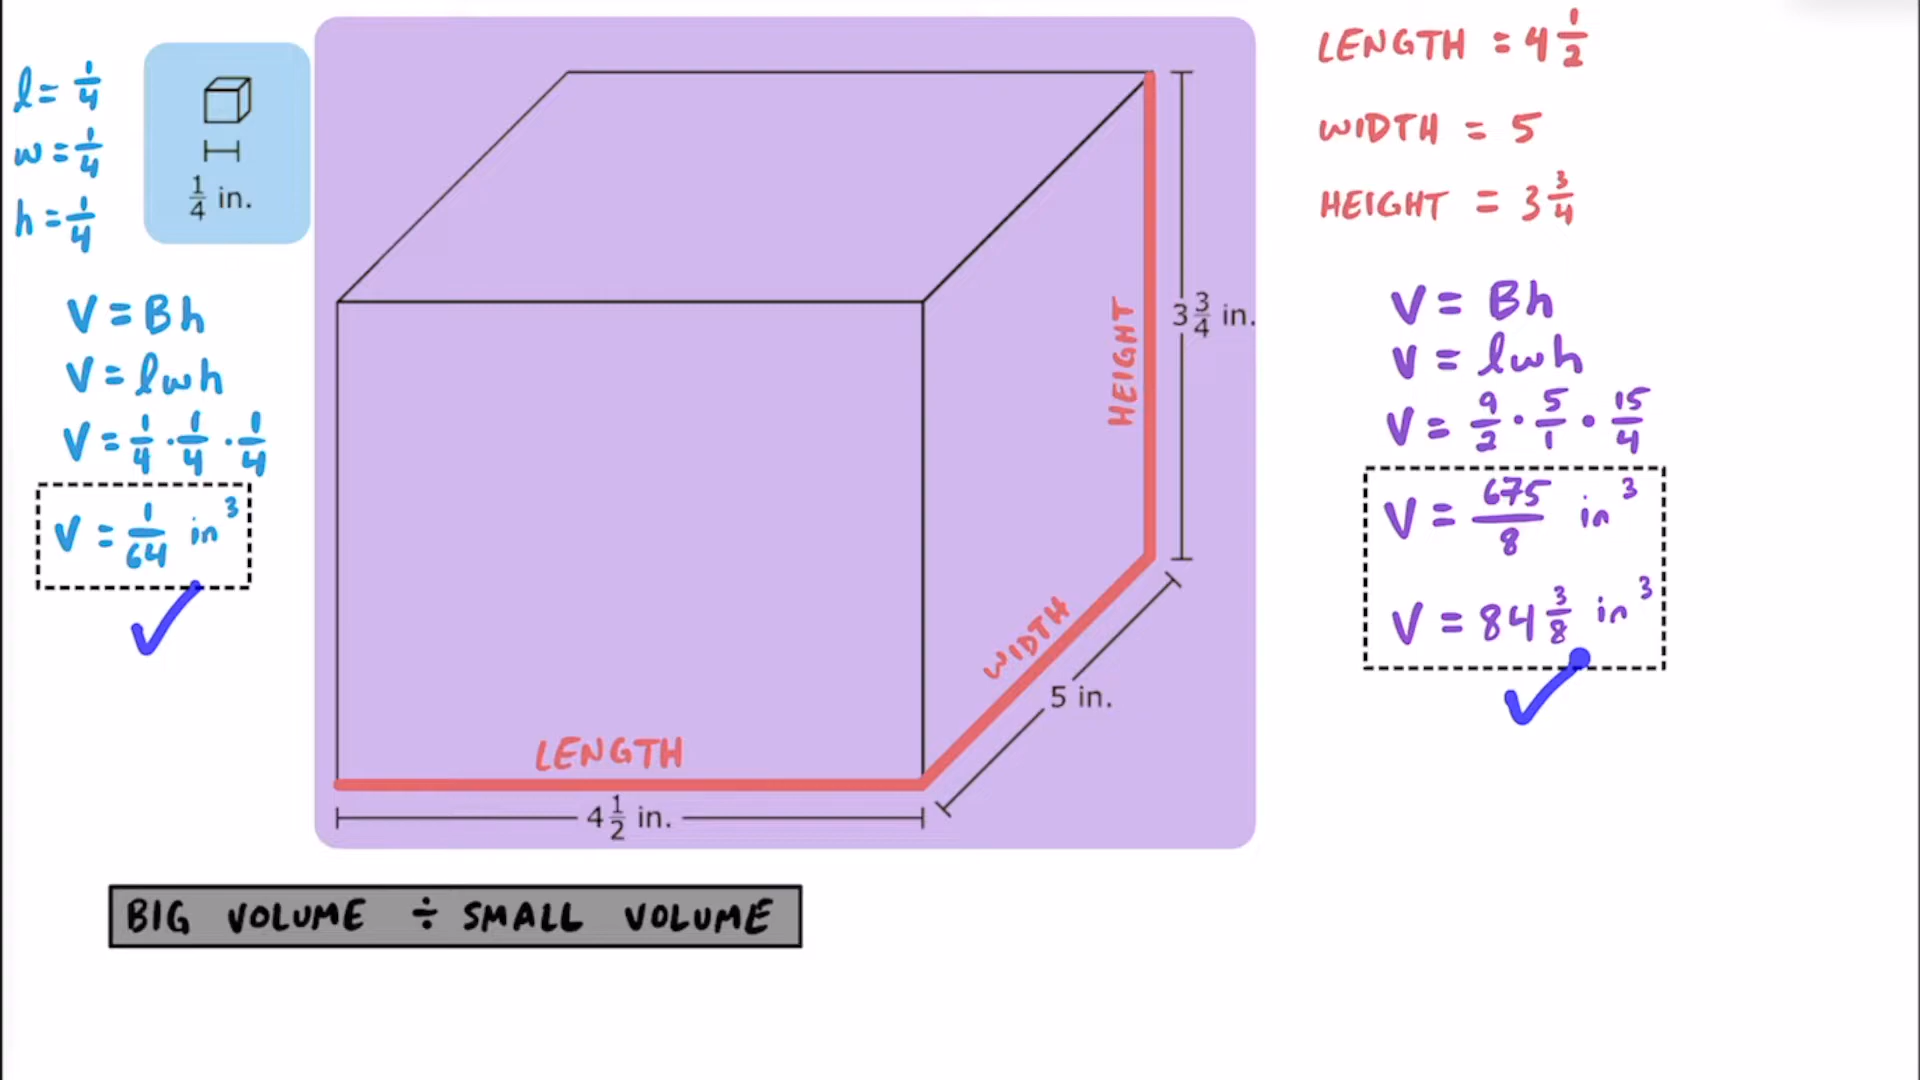 l = 1/4
w = 1/4
h = 1/4
1/4 in.
V = Bh
V = lwh
V = 1/4 · 1/4 · 1/4
V = 1/64 in³
HEIGHT
3 3/4 in.
WIDTH
5 in.
LENGTH
4 1/2 in.
LENGTH = 4 1/2
WIDTH = 5
HEIGHT = 3 3/4
V = Bh
V = lwh
V = 9/2 · 5/1 · 15/4
V = 675/8 in³
V = 84 3/8 in³
BIG VOLUME ÷ SMALL VOLUME